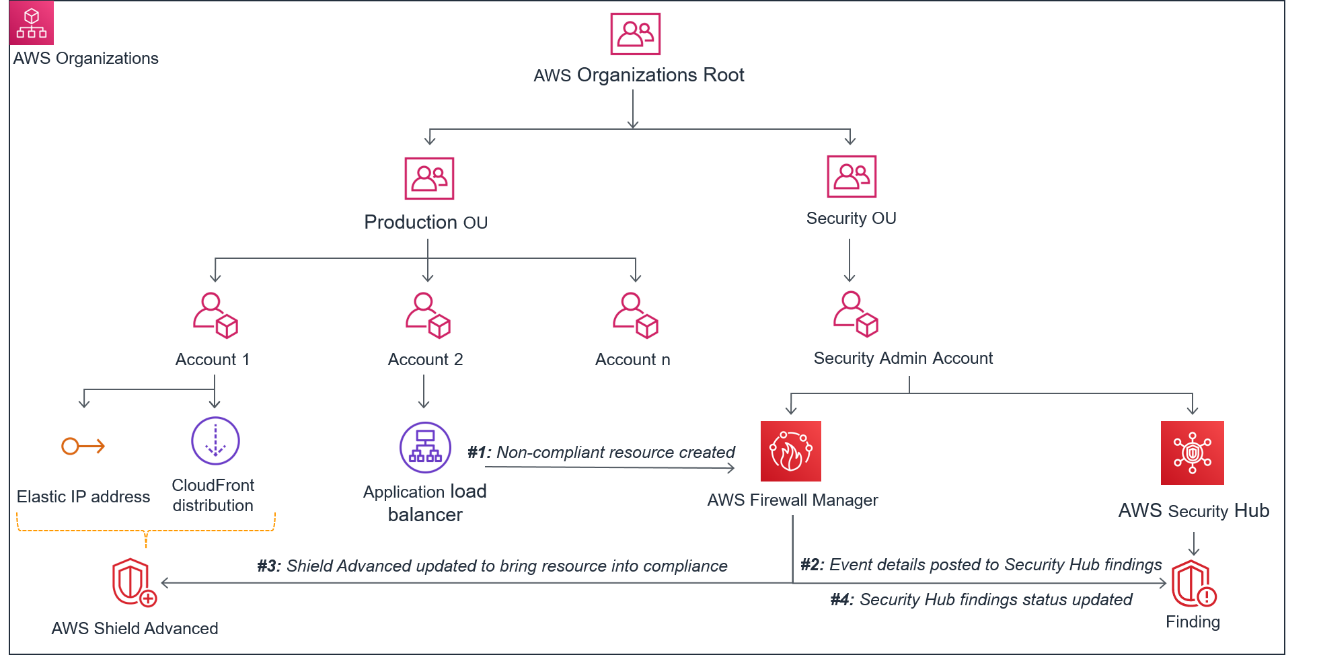 AWS Organizations
AWS Organizations Root
Production OU
Security OU
Account 1
Account 2
Account n
Security Admin Account
#1: Non-compliant resource created
Elastic IP address
CloudFront
distribution
Application load
balancer
AWS Firewall Manager
AWS Security Hub
#3: Shield Advanced updated to bring resource into compliance
#2: Event details posted to Security Hub findings
#4: Security Hub findings status updated
AWS Shield Advanced
Finding